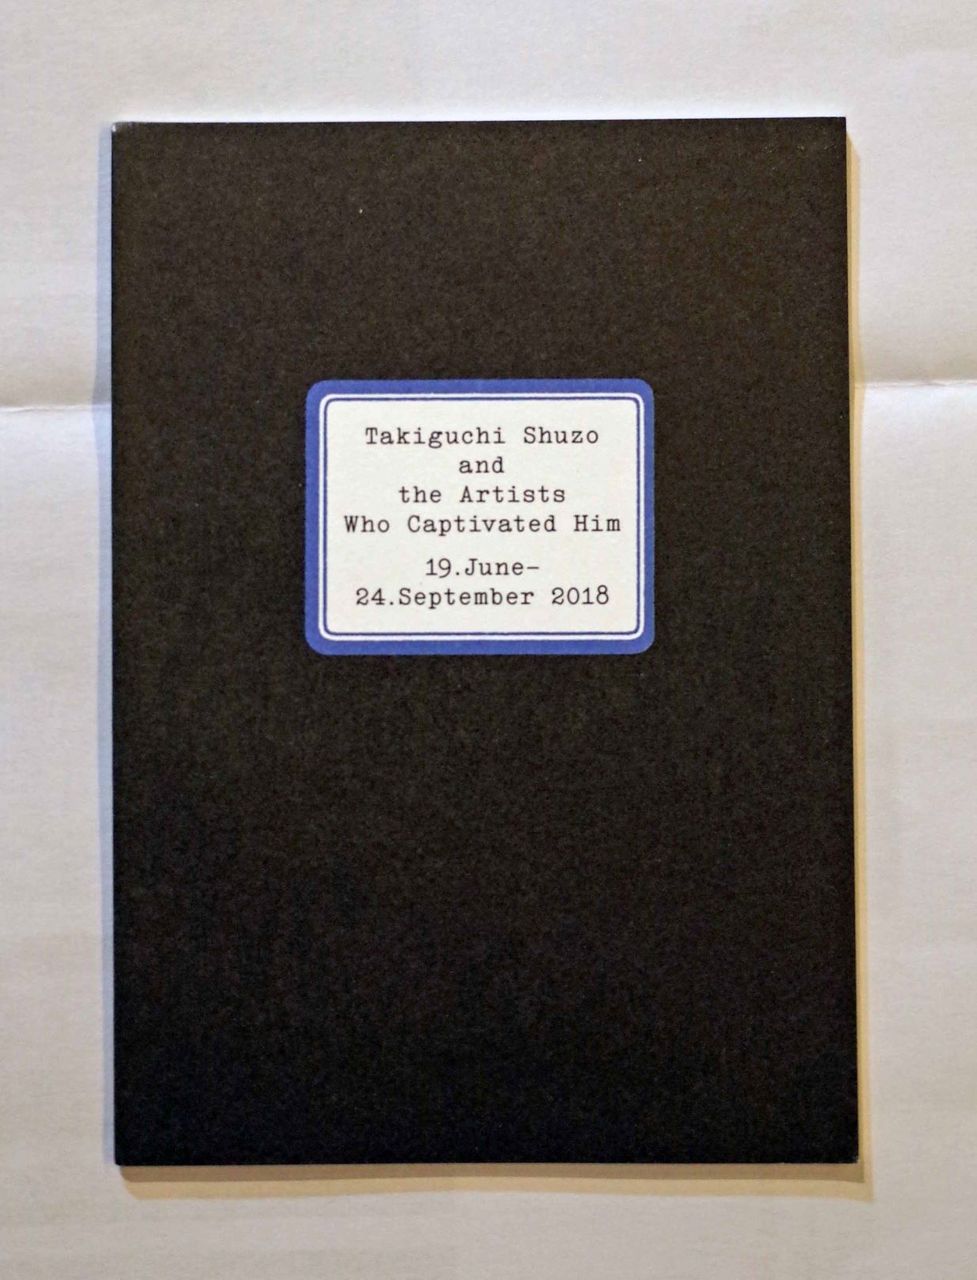 Takiguchi Shuzo
and
the Artists
Who Captivated Him
19.June–
24.September 2018